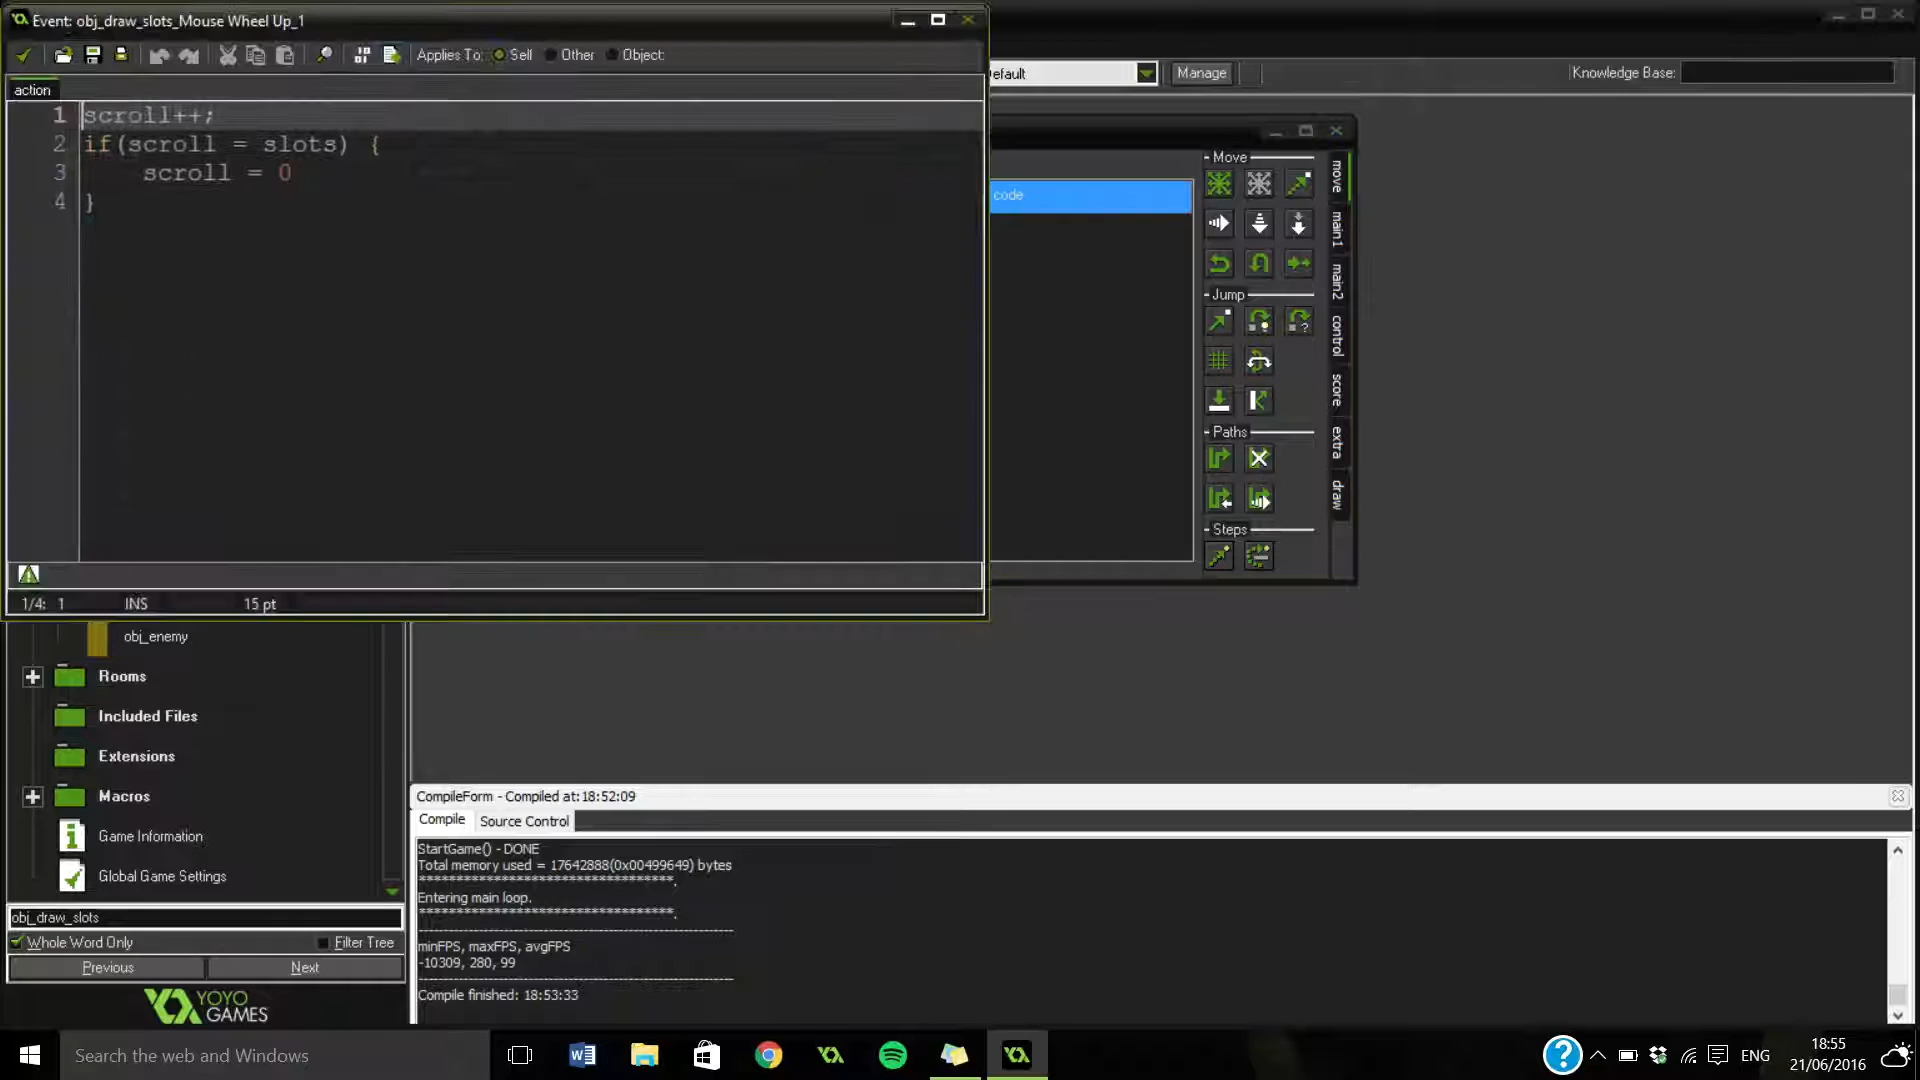 Event: obj_draw_slots_Mouse Wheel Up_1
Applies To: Self Other Object:
action
1 scroll++;
2 if(scroll = slots) {
3 scroll = 0
4 }
1/4: 1 INS 15 pt
efault
Manage
Knowledge Base:
code
Move
Jump
Paths
Steps
move
main1
main2
control
score
extra
draw
obj_enemy
Rooms
Included Files
Extensions
Macros
Game Information
Global Game Settings
obj_draw_slots
Whole Word Only Filter Tree
Previous Next
YOYO
GAMES
CompileForm - Compiled at:18:52:09
Compile Source Control
StartGame() - DONE
Total memory used = 17642888(0x00499649) bytes
***********************************.
Entering main loop.
***********************************.
minFPS, maxFPS, avgFPS
-10309, 280, 99
Compile finished: 18:53:33
Search the web and Windows
ENG
18:55
21/06/2016